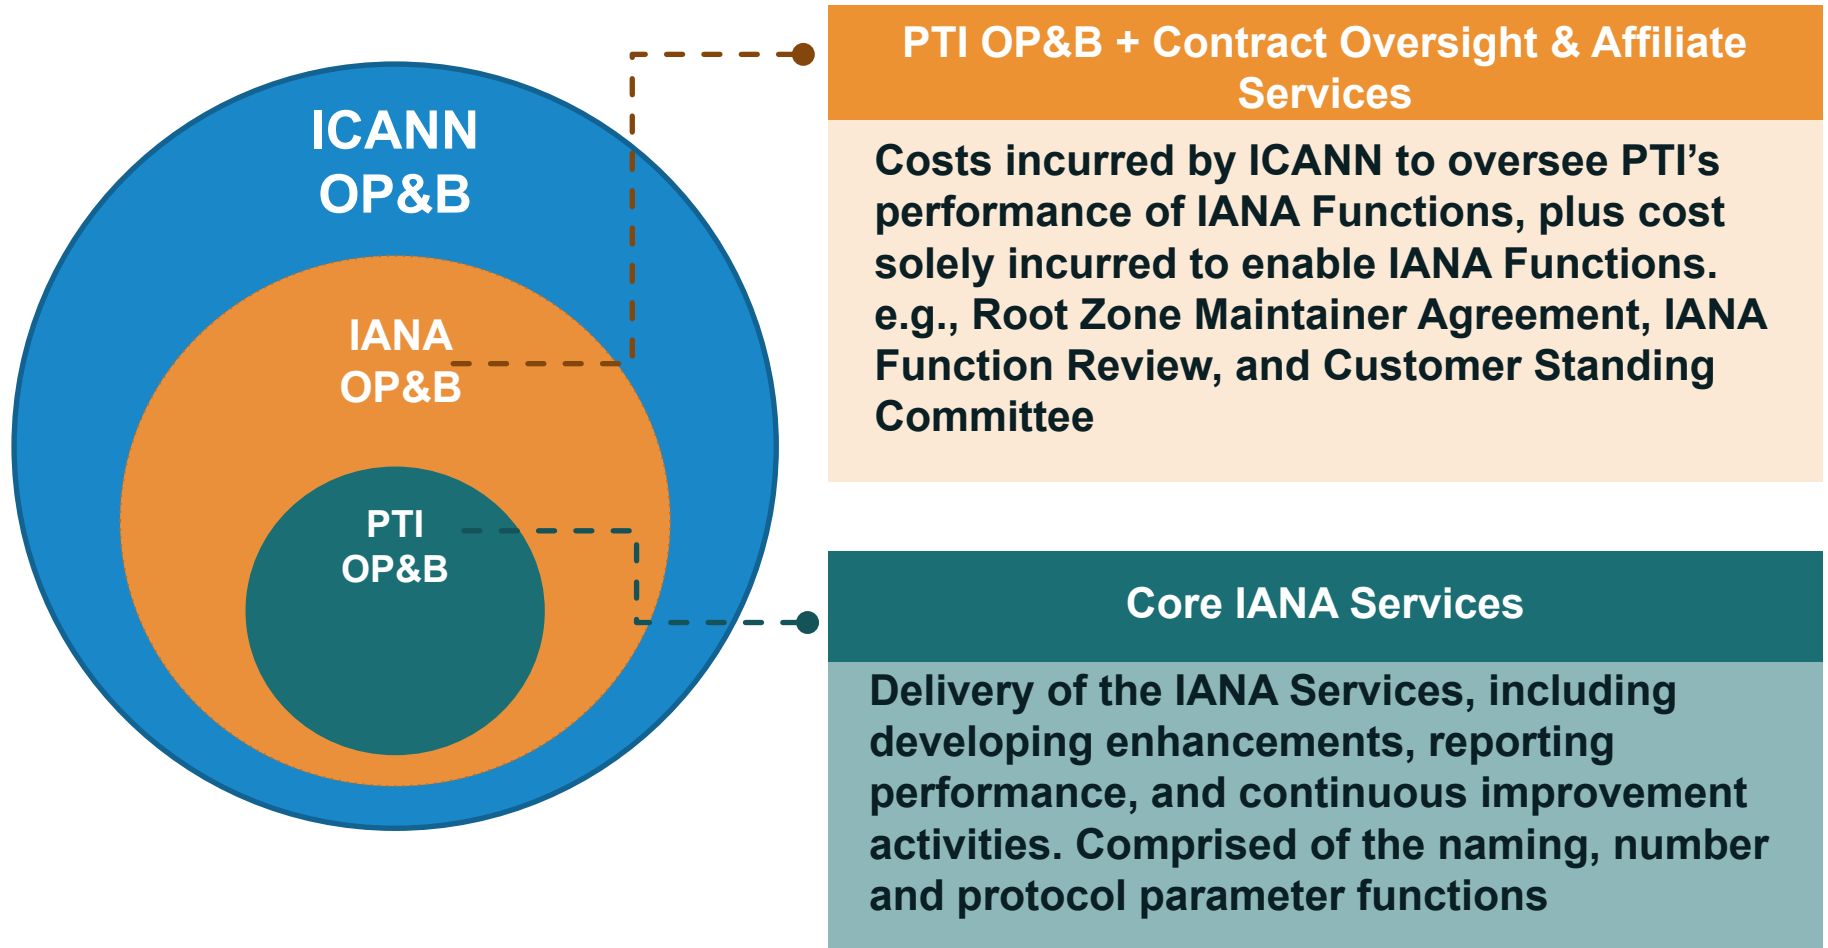 ICANN
OP&B
IANA
OP&B
PTI
OP&B
PTI OP&B + Contract Oversight & Affiliate
Services
Costs incurred by ICANN to oversee PTI’s
performance of IANA Functions, plus cost
solely incurred to enable IANA Functions.
e.g., Root Zone Maintainer Agreement, IANA
Function Review, and Customer Standing
Committee
Core IANA Services
Delivery of the IANA Services, including
developing enhancements, reporting
performance, and continuous improvement
activities. Comprised of the naming, number
and protocol parameter functions